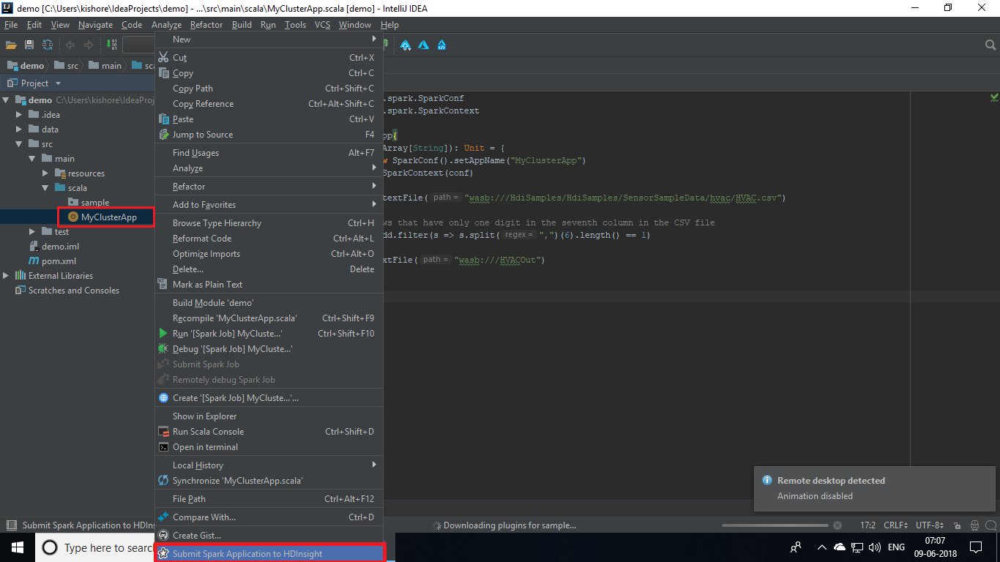 demo [C:\Users\kishore\IdeaProjects\demo] - ...\src\main\scala\MyClusterApp.scala [demo] - IntelliJ IDEA
File Edit View Navigate Code Analyze Refactor Build Run Tools VCS Window Help
demo src main sca
Project
demo C:\Users\kishore\IdeaProj
.idea
data
src
main
resources
scala
sample
MyClusterApp
test
demo.iml
pom.xml
External Libraries
Scratches and Consoles
New
Cut Ctrl+X
Copy Ctrl+C
Copy Path Ctrl+Shift+C
Copy Reference Ctrl+Alt+Shift+C
Paste Ctrl+V
Jump to Source F4
Find Usages Alt+F7
Analyze
Refactor
Add to Favorites
Browse Type Hierarchy Ctrl+H
Reformat Code Ctrl+Alt+L
Optimize Imports Ctrl+Alt+O
Delete... Delete
Mark as Plain Text
Build Module 'demo'
Recompile 'MyClusterApp.scala' Ctrl+Shift+F9
Run '[Spark Job] MyCluste...' Ctrl+Shift+F10
Debug '[Spark Job] MyCluste...'
Submit Spark Job
Remotely debug Spark Job
Create '[Spark Job] MyCluste...'...
Show in Explorer
Run Scala Console Ctrl+Shift+D
Open in terminal
Local History
Synchronize 'MyClusterApp.scala'
File Path Ctrl+Alt+F12
Compare With... Ctrl+D
Create Gist...
Submit Spark Application to HDInsight
.spark.SparkConf
.spark.SparkContext
pp{
Array[String]): Unit = {
w SparkConf().setAppName("MyClusterApp")
SparkContext(conf)
textFile( path = "wasb:///HdiSamples/HdiSamples/SensorSampleData/hvac/HVAC.csv")
ws that have only one digit in the seventh column in the CSV file
dd.filter(s => s.split( regex = ",")(6).length() == 1)
xtFile( path = "wasb:///HVACOut")
Remote desktop detected
Animation disabled
Submit Spark Application to HDIns
Downloading plugins for sample... 17:2 CRLF UTF-8
Type here to search
ENG
07:07
09-06-2018